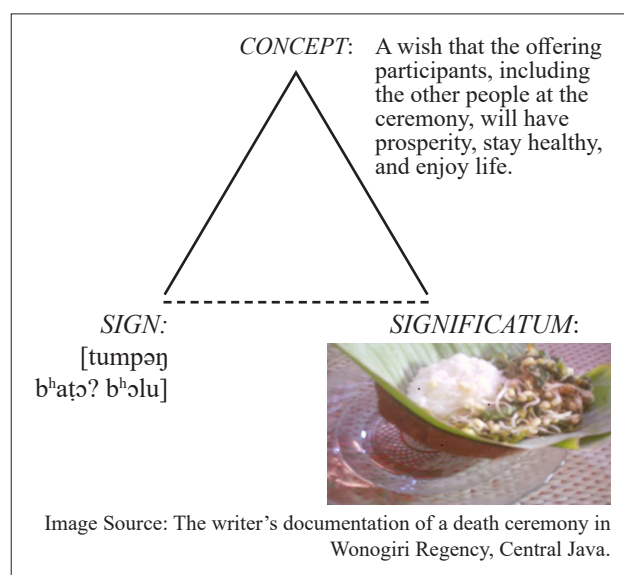 CONCEPT: A wish that the offering
participants, including
the other people at the
ceremony, will have
prosperity, stay healthy,
and enjoy life.
SIGN:
[tumpəŋ
bʰaṭɔ? bʰɔlu]
SIGNIFICATUM:
Image Source: The writer’s documentation of a death ceremony in
Wonogiri Regency, Central Java.